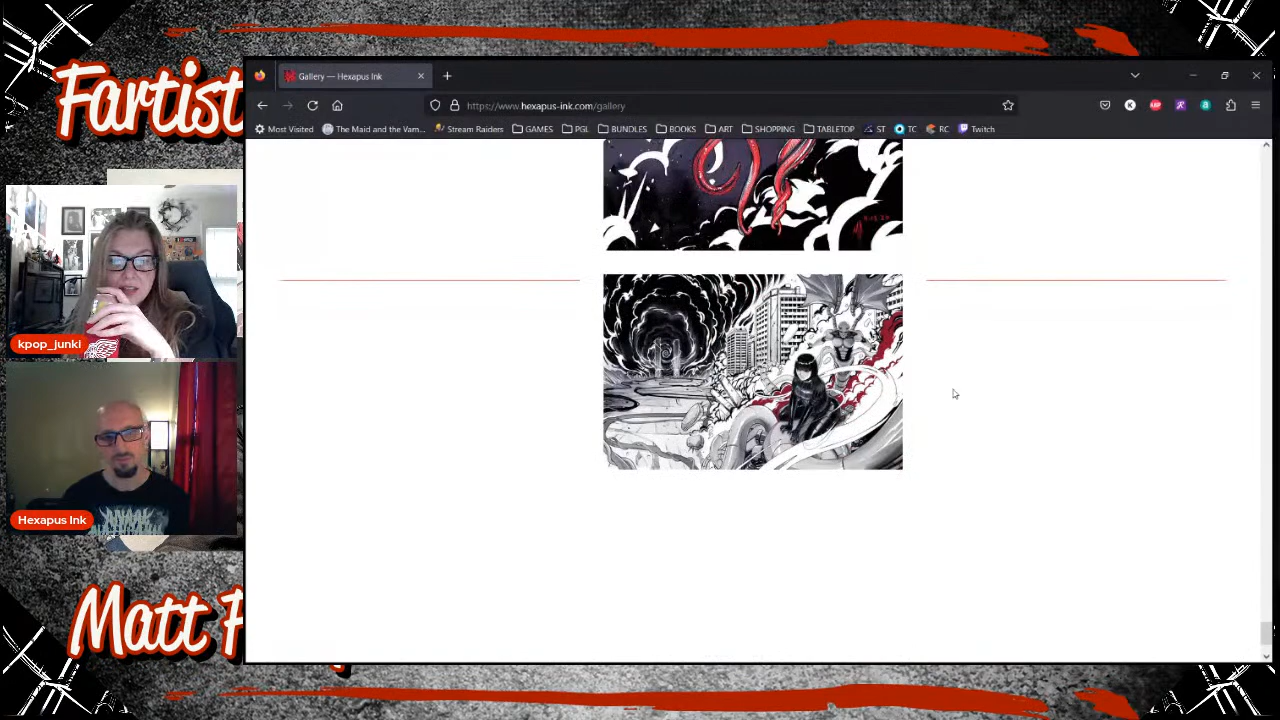 Fartist
Gallery — Hexapus Ink
https://www.hexapus-ink.com/gallery
Most Visited
The Maid and the Vam...
Stream Raiders
GAMES
PGL
BUNDLES
BOOKS
ART
SHOPPING
TABLETOP
ST
TC
RC
Twitch
kpop_junki
Hexapus Ink
Matt